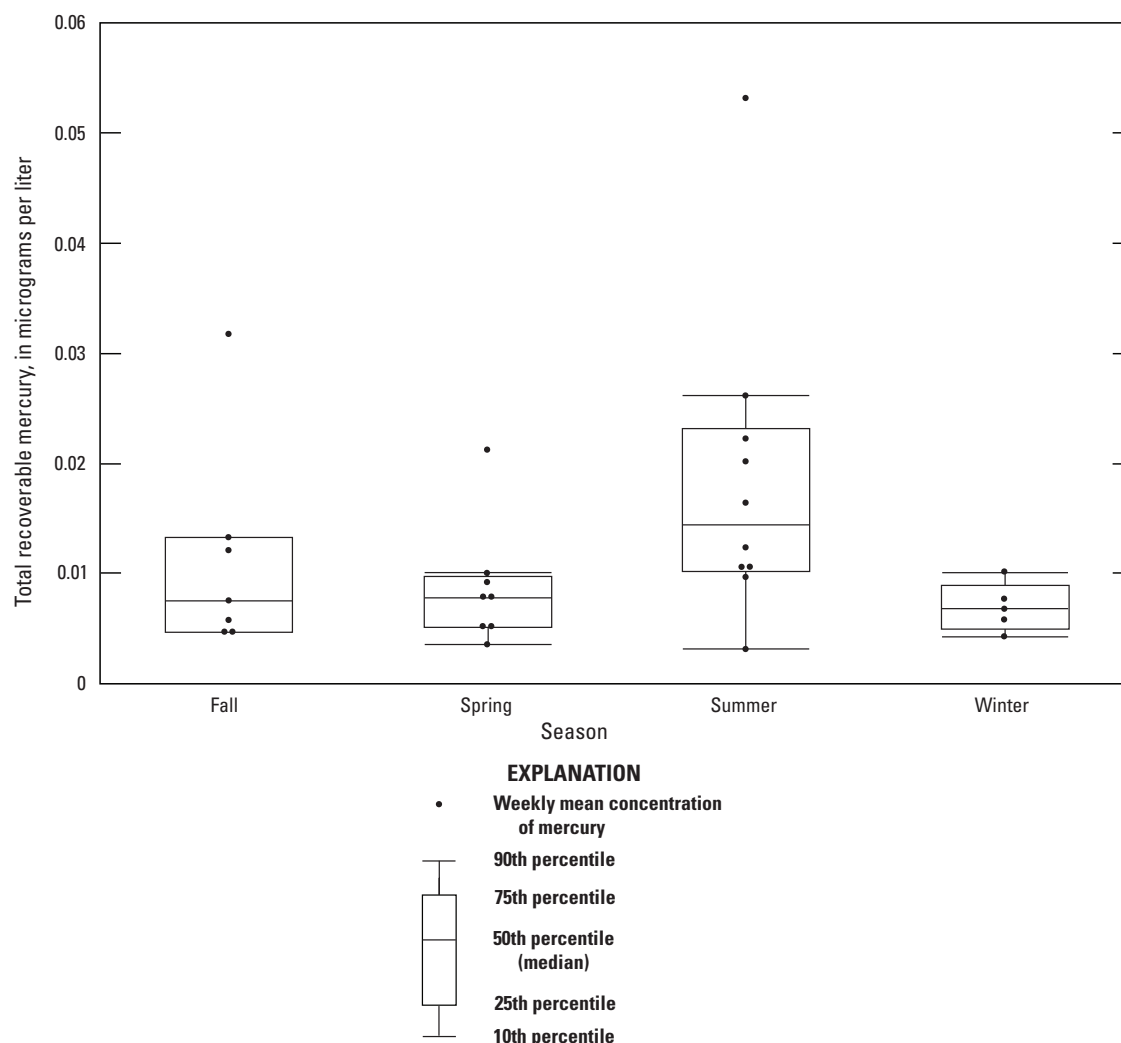 Total recoverable mercury, in micrograms per liter
0.06
0.05
0.04
0.03
0.02
0.01
0
Fall Spring Summer Winter
Season
EXPLANATION
Weekly mean concentration
of mercury
90th percentile
75th percentile
50th percentile
(median)
25th percentile
10th percentile